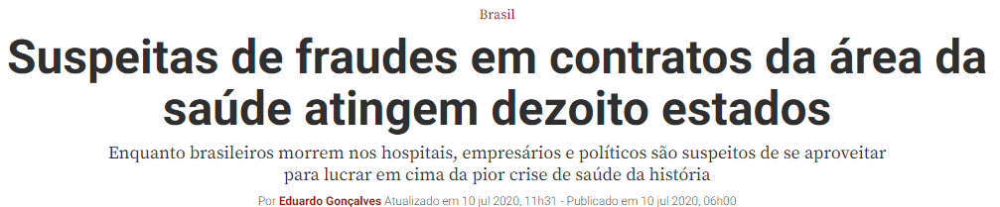 Brasil
Suspeitas de fraudes em contratos da área da
saúde atingem dezoito estados
Enquanto brasileiros morrem nos hospitais, empresários e políticos são suspeitos de se aproveitar
para lucrar em cima da pior crise de saúde da história
Por Eduardo Gonçalves Atualizado em 10 jul 2020, 11h31 - Publicado em 10 jul 2020, 06h00